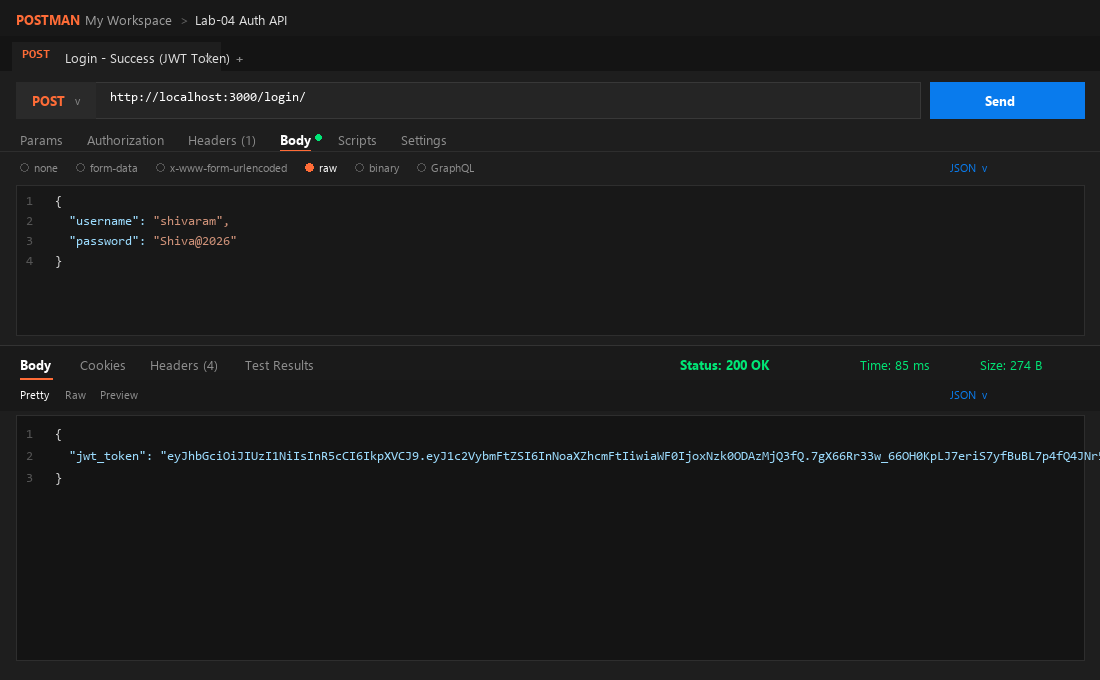 POSTMAN My Workspace > Lab-04 Auth API
POST Login - Success (JWT Token) +
POST v http://localhost:3000/login/ Send
Params Authorization Headers (1) Body Scripts Settings
none form-data x-www-form-urlencoded raw binary GraphQL JSON v
1 {
2 "username": "shivaram",
3 "password": "Shiva@2026"
4 }
Body Cookies Headers (4) Test Results Status: 200 OK Time: 85 ms Size: 274 B
Pretty Raw Preview JSON v
1 {
2 "jwt_token": "eyJhbGciOiJIUzI1NiIsInR5cCI6IkpXVCJ9.eyJ1c2VybmFtZSI6InNoaXZhcmFtIiwiaWF0IjoxNzk0ODAzMjQ3fQ.7gX66Rr33w_66OH0KpLJ7eriS7yfBuBL7p4fQ4JNr
3 }